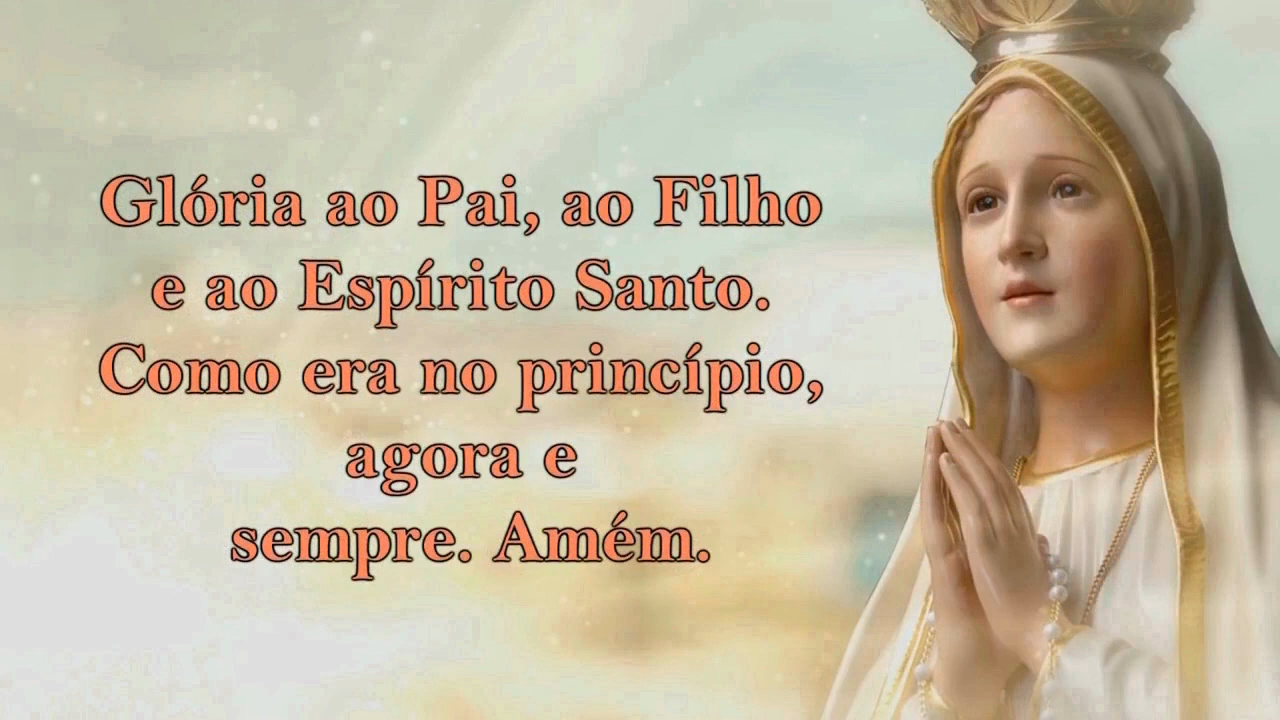 Glória ao Pai, ao Filho
e ao Espírito Santo.
Como era no princípio,
agora e
sempre. Amém.